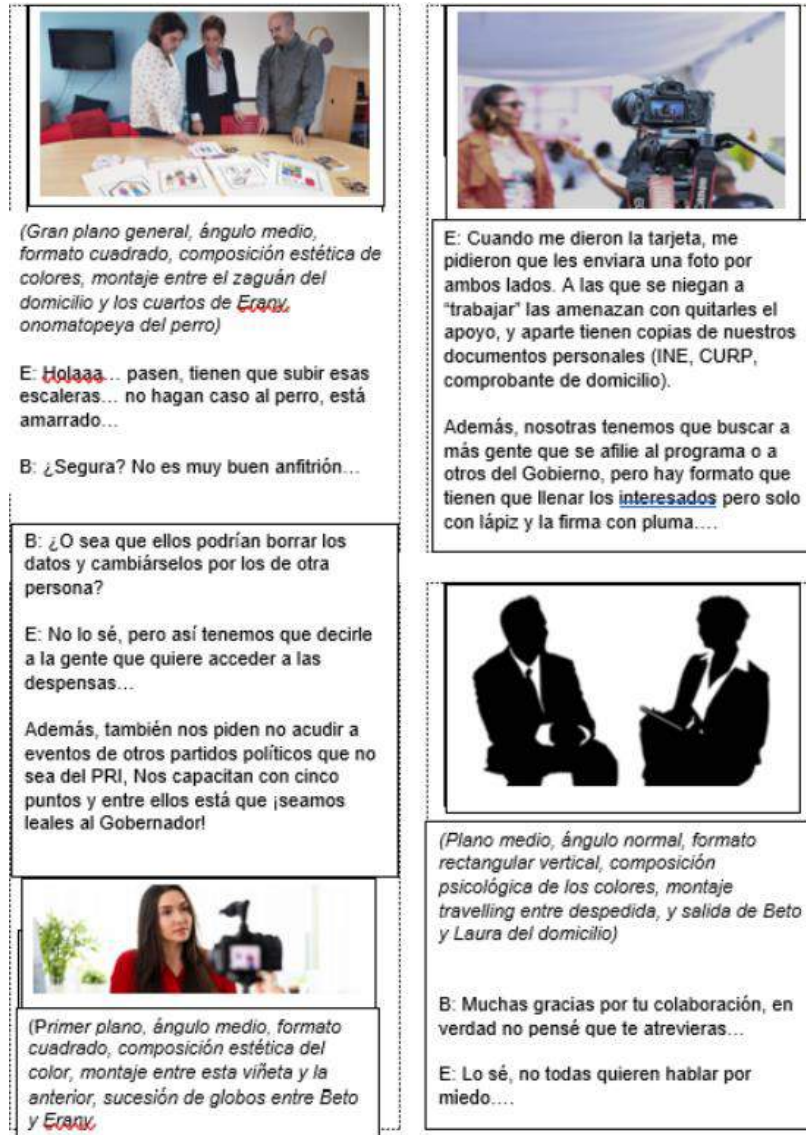 (Gran plano general, ángulo medio,
formato cuadrado, composición estética de
colores, montaje entre el zaguán del
domicilio y los cuartos de Erany,
onomatopeya del perro)
E: Holaaa… pasen, tienen que subir esas
escaleras… no hagan caso al perro, está
amarrado…
B: ¿Segura? No es muy buen anfitrión…
B: ¿O sea que ellos podrían borrar los
datos y cambiárselos por los de otra
persona?
E: No lo sé, pero así tenemos que decirle
a la gente que quiere acceder a las
despensas…
Además, también nos piden no acudir a
eventos de otros partidos políticos que no
sea del PRI, Nos capacitan con cinco
puntos y entre ellos está que ¡seamos
leales al Gobernador!
(Primer plano, ángulo medio, formato
cuadrado, composición estética del
color, montaje entre esta viñeta y la
anterior, sucesión de globos entre Beto
y Erany
Canon
E: Cuando me dieron la tarjeta, me
pidieron que les enviara una foto por
ambos lados. A las que se niegan a
“trabajar” las amenazan con quitarles el
apoyo, y aparte tienen copias de nuestros
documentos personales (INE, CURP,
comprobante de domicilio).
Además, nosotras tenemos que buscar a
más gente que se afilie al programa o a
otros del Gobierno, pero hay formato que
tienen que llenar los interesados pero solo
con lápiz y la firma con pluma….
(Plano medio, ángulo normal, formato
rectangular vertical, composición
psicológica de los colores, montaje
travelling entre despedida, y salida de Beto
y Laura del domicilio)
B: Muchas gracias por tu colaboración, en
verdad no pensé que te atrevieras…
E: Lo sé, no todas quieren hablar por
miedo….